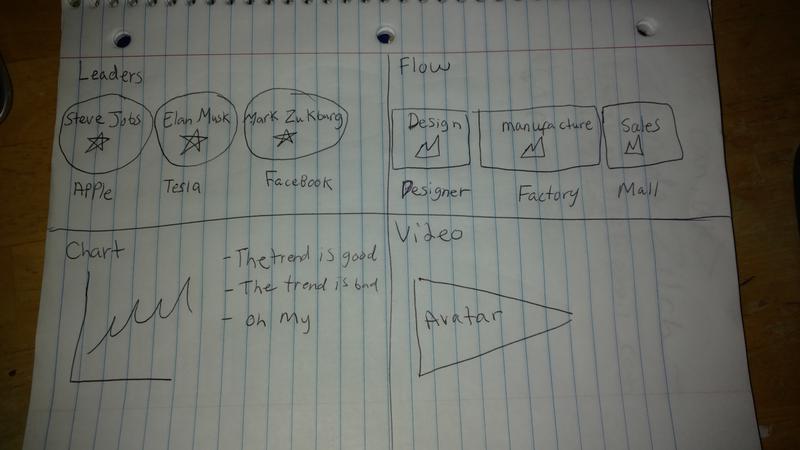 Leaders
Steve Jobs
Elan Musk
Mark Zukburg
Apple
Tesla
FaceBook
Flow
Design
manufacture
Sales
Designer
Factory
Mall
Chart
- The trend is good
- The trend is bad
- Oh My
Video
Avatar